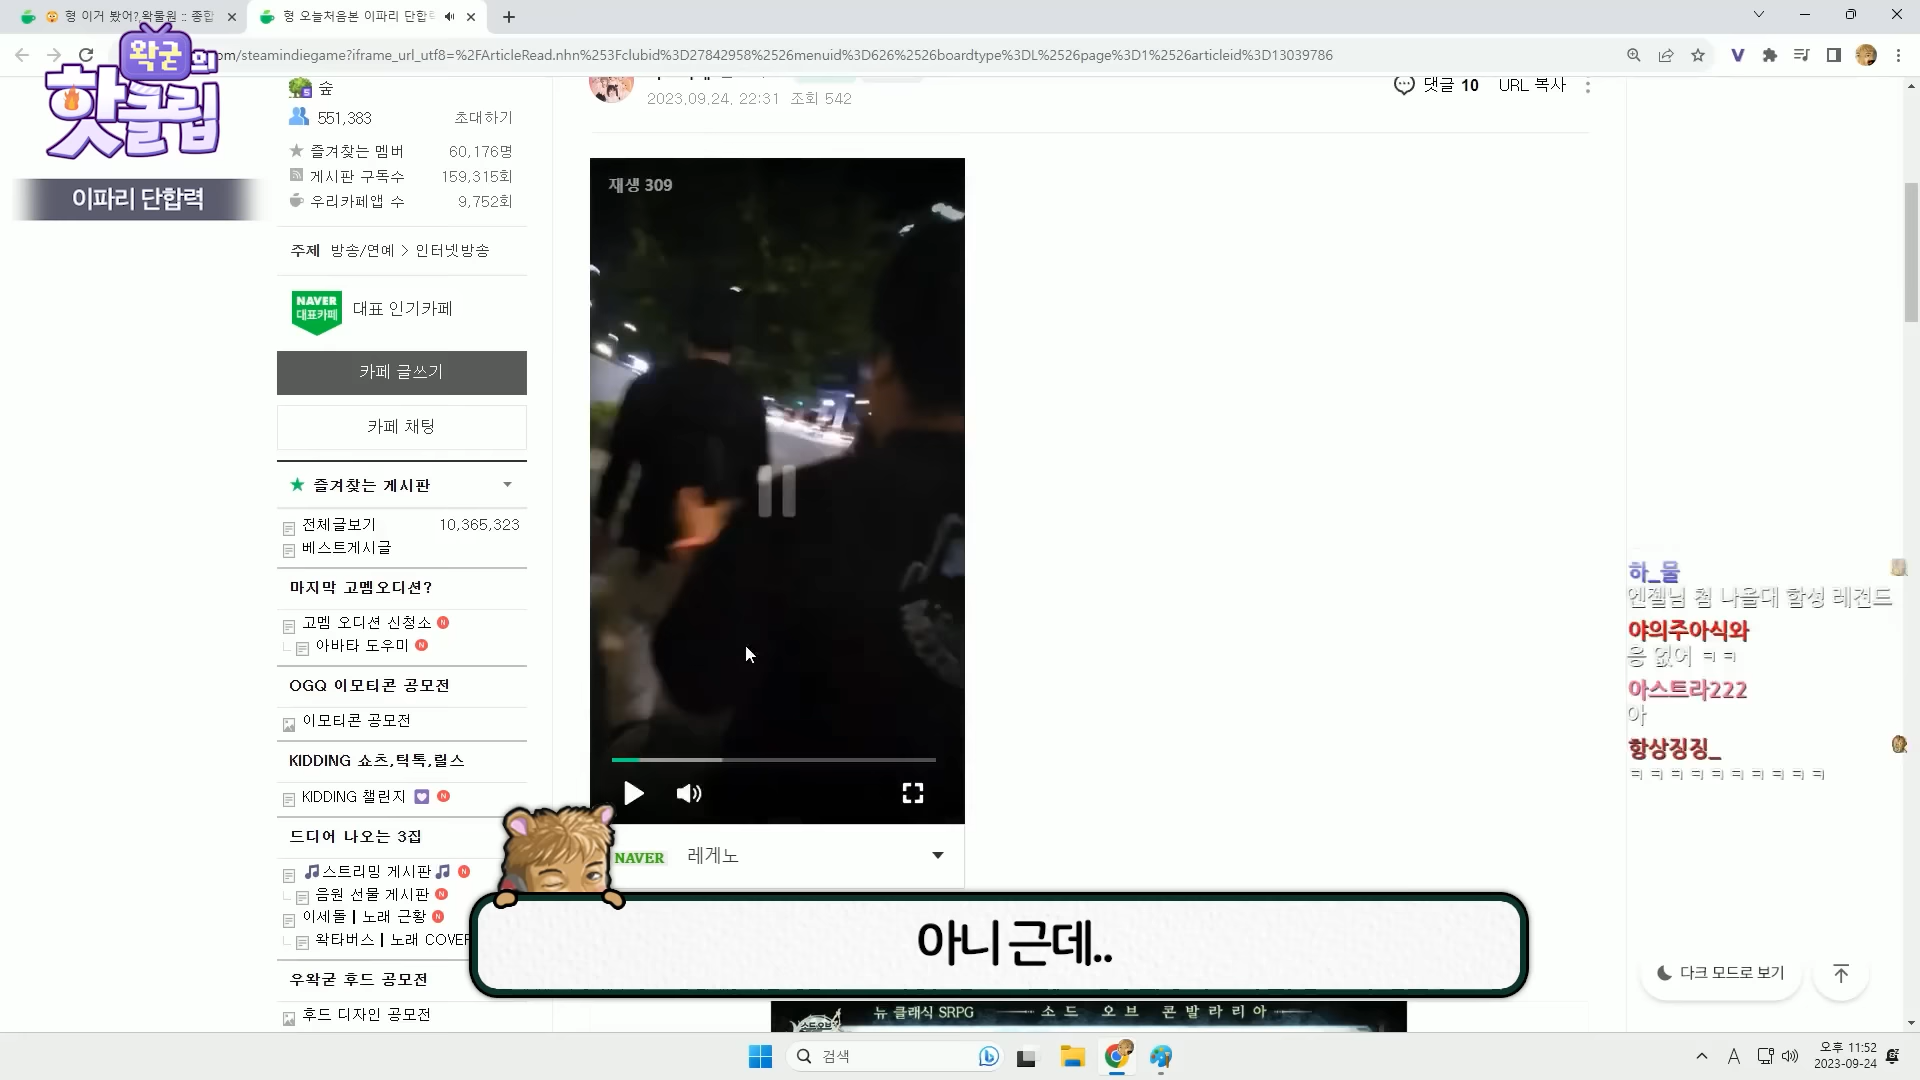 형 이거 봤어? 왁물원 :: 종합
형 오늘처음본 이파리 단합
om/steamindiegame?iframe_url_utf8=%2FArticleRead.nhn%253Fclubid%3D27842958%2526menuid%3D626%2526boardtype%3DL%2526page%3D1%2526articleid%3D13039786
왁굳의
핫클립
이파리 단합력
숲
551,383 초대하기
즐겨찾는 멤버 60,176명
게시판 구독수 159,315회
우리카페앱 수 9,752회
주제 방송/연예 > 인터넷방송
NAVER
대표카페
대표 인기카페
카페 글쓰기
카페 채팅
즐겨찾는 게시판
전체글보기 10,365,323
베스트게시글
마지막 고멤오디션?
고멤 오디션 신청소 N
아바타 도우미 N
OGQ 이모티콘 공모전
이모티콘 공모전
KIDDING 쇼츠,틱톡,릴스
KIDDING 챌린지 N
드디어 나오는 3집
스트리밍 게시판 N
음원 선물 게시판 N
이세돌 | 노래 근황 N
왁타버스 | 노래 COVER
우왁굳 후드 공모전
후드 디자인 공모전
2023.09.24. 22:31 조회 542
댓글 10 URL 복사
재생 309
NAVER 레게노
아니 근데..
뉴 클래식 SRPG 소드 오브 콘발라리아
하_물
엔젤님 첨 나올대 함성 레전드
야의주아식와
응 없어 ㅋㅋ
아스트라222
아
항상징징_
ㅋㅋㅋㅋㅋㅋㅋㅋㅋㅋ
다크 모드로 보기
검색
A
오후 11:52
2023-09-24